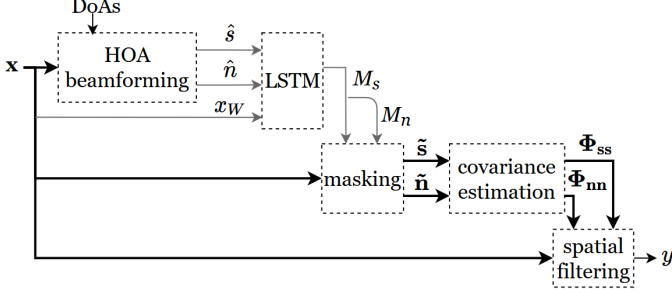 DoAs
x
HOA
beamforming
ŝ
n̂
x_W
LSTM
M_s
M_n
masking
s̃
ñ
covariance
estimation
Φ_ss
Φ_nn
spatial
filtering
y